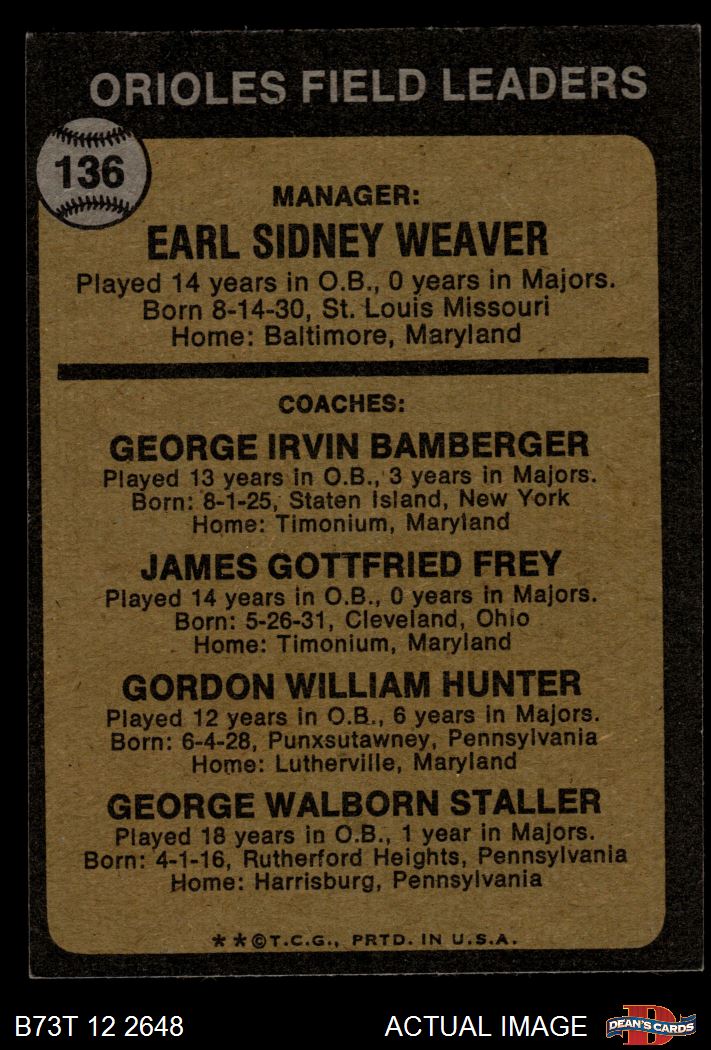 ORIOLES FIELD LEADERS
136
MANAGER:
EARL SIDNEY WEAVER
Played 14 years in O.B., 0 years in Majors.
Born 8-14-30, St. Louis Missouri
Home: Baltimore, Maryland
COACHES:
GEORGE IRVIN BAMBERGER
Played 13 years in O.B., 3 years in Majors.
Born: 8-1-25, Staten Island, New York
Home: Timonium, Maryland
JAMES GOTTFRIED FREY
Played 14 years in O.B., 0 years in Majors.
Born: 5-26-31, Cleveland, Ohio
Home: Timonium, Maryland
GORDON WILLIAM HUNTER
Played 12 years in O.B., 6 years in Majors.
Born: 6-4-28, Punxsutawney, Pennsylvania
Home: Lutherville, Maryland
GEORGE WALBORN STALLER
Played 18 years in O.B., 1 year in Majors.
Born: 4-1-16, Rutherford Heights, Pennsylvania
Home: Harrisburg, Pennsylvania
* * ©T.C.G., PRTD. IN U.S.A.
B73T 12 2648 ACTUAL IMAGE D DEAN'S CARDS